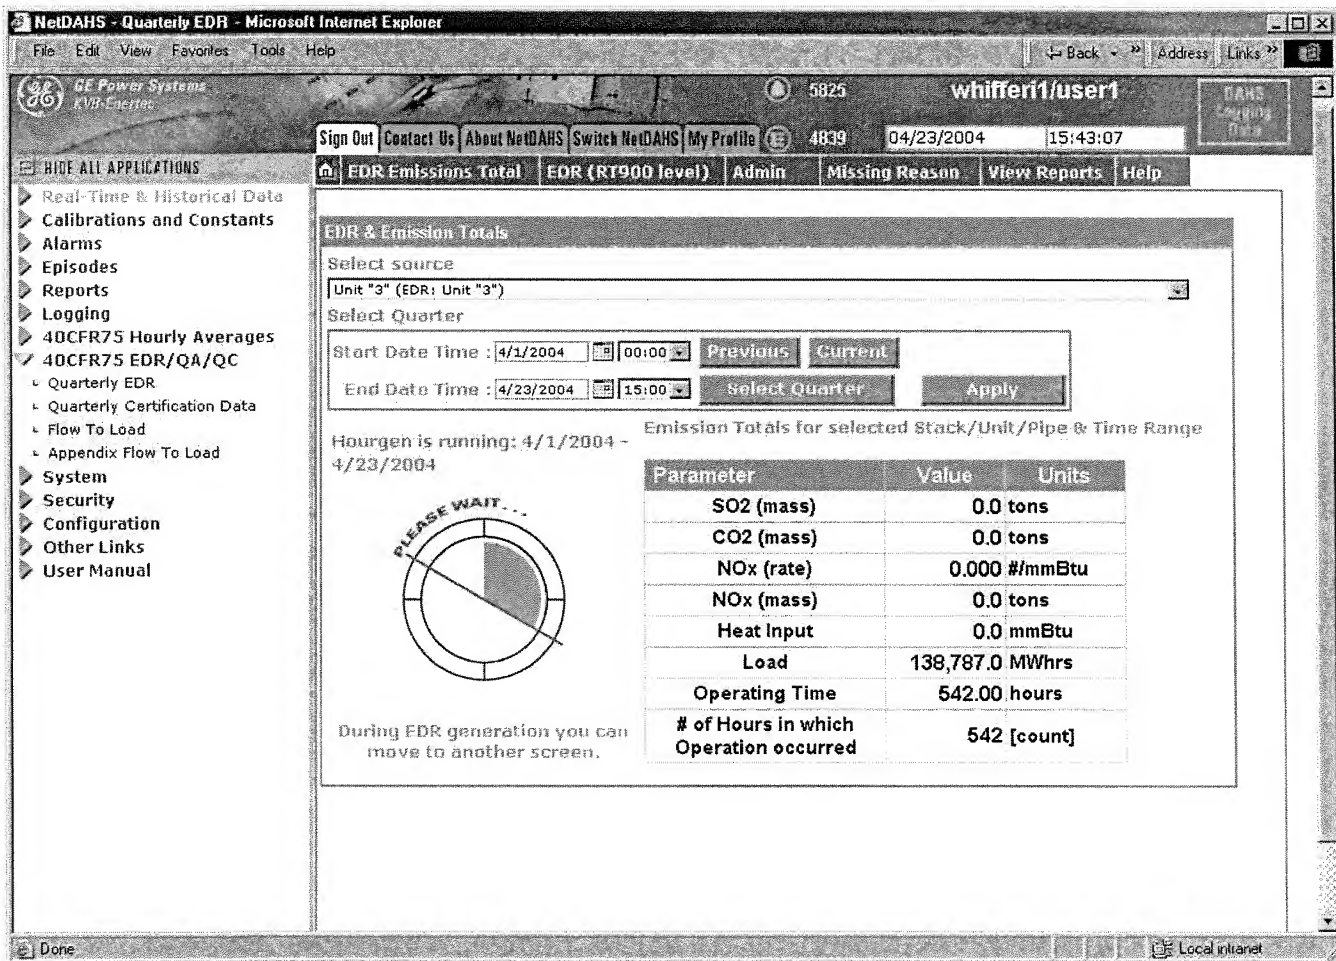 NetDAHS - Quarterly EDR - Microsoft Internet Explorer
File Edit View Favorites Tools Help
Back » Address Links »
GE Power Systems
KVB-Enertec
5825 whifferi1/user1
DAHS
Logging
Data
Sign Out Contact Us About NetDAHS Switch NetDAHS My Profile 4839 04/23/2004 15:43:07
HIDE ALL APPLICATIONS
EDR Emissions Total EDR (RT900 level) Admin Missing Reason View Reports Help
Real-Time & Historical Data
Calibrations and Constants
Alarms
Episodes
Reports
Logging
40CFR75 Hourly Averages
40CFR75 EDR/QA/QC
Quarterly EDR
Quarterly Certification Data
Flow To Load
Appendix Flow To Load
System
Security
Configuration
Other Links
User Manual
EDR & Emission Totals
Select source
Unit "3" (EDR: Unit "3")
Select Quarter
Start Date Time : 4/1/2004 00:00 Previous Current
End Date Time : 4/23/2004 15:00 Select Quarter Apply
Hourgen is running: 4/1/2004 -
4/23/2004
PLEASE WAIT...
During EDR generation you can
move to another screen.
Emission Totals for selected Stack/Unit/Pipe & Time Range
Parameter Value Units
SO2 (mass) 0.0 tons
CO2 (mass) 0.0 tons
NOx (rate) 0.000 #/mmBtu
NOx (mass) 0.0 tons
Heat Input 0.0 mmBtu
Load 138,787.0 MWhrs
Operating Time 542.00 hours
# of Hours in which
Operation occurred 542 [count]
Done
Local intranet